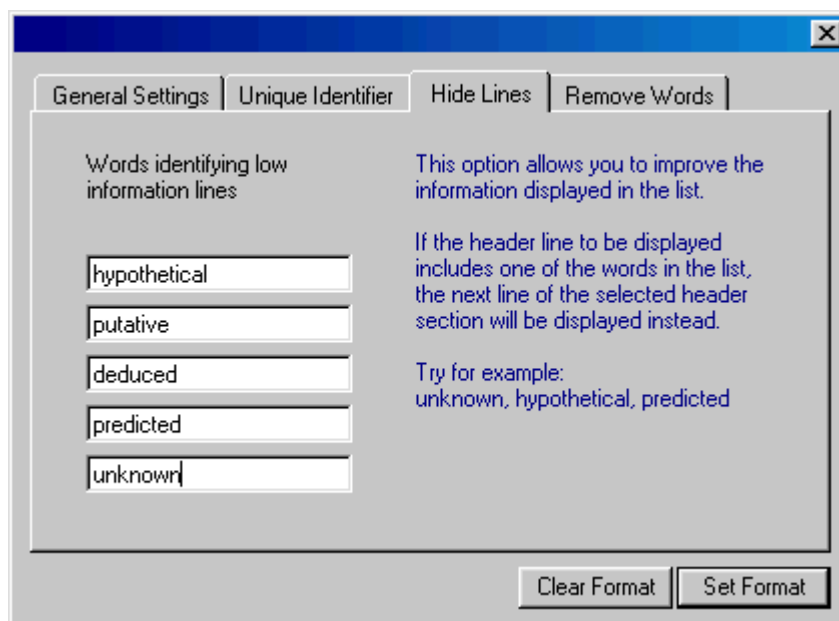 General Settings
Unique Identifier
Hide Lines
Remove Words
Words identifying low
information lines
hypothetical
putative
deduced
predicted
unknown
This option allows you to improve the
information displayed in the list.
If the header line to be displayed
includes one of the words in the list,
the next line of the selected header
section will be displayed instead.
Try for example:
unknown, hypothetical, predicted
Clear Format
Set Format